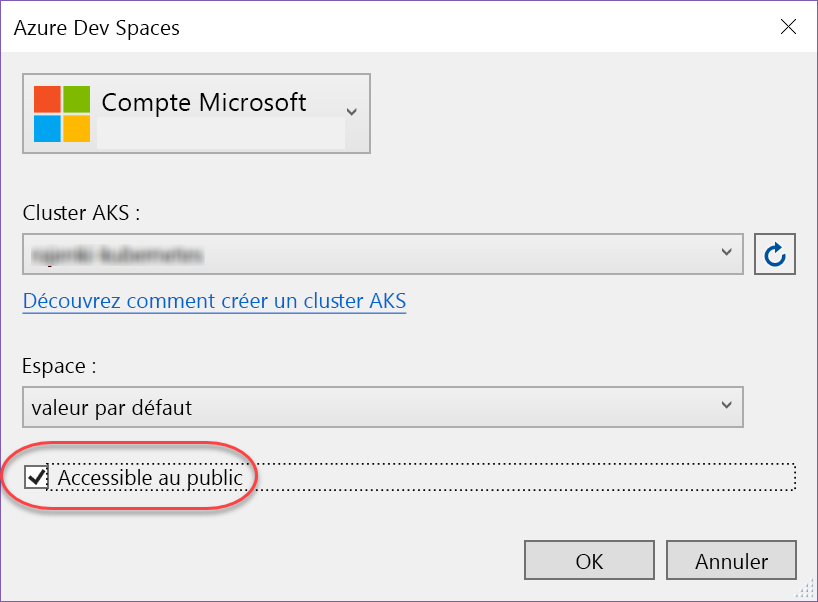 Azure Dev Spaces
Compte Microsoft
Cluster AKS :
Découvrez comment créer un cluster AKS
Espace :
valeur par défaut
Accessible au public
OK
Annuler